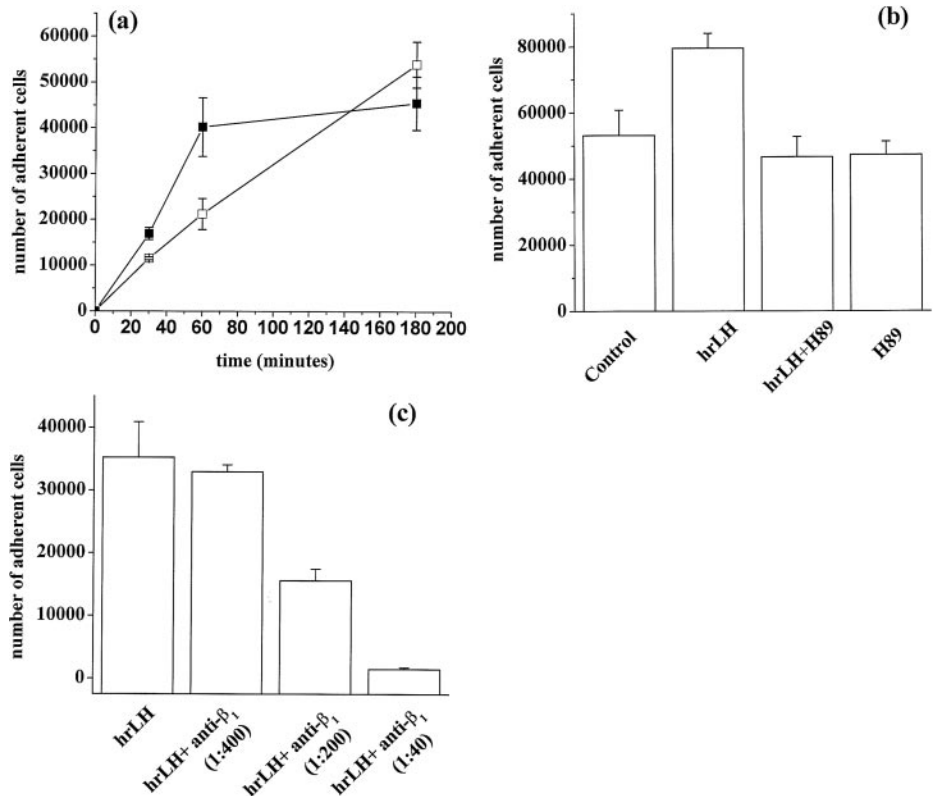 (a)
number of adherent cells
60000
50000
40000
30000
20000
10000
0
0 20 40 60 80 100 120 140 160 180 200
time (minutes)
(b)
number of adherent cells
80000
60000
40000
20000
0
Control
hrLH
hrLH+H89
H89
(c)
number of adherent cells
40000
30000
20000
10000
0
hrLH
hrLH+ anti-β₁
(1:400)
hrLH+ anti-β₁
(1:200)
hrLH+ anti-β₁
(1:40)